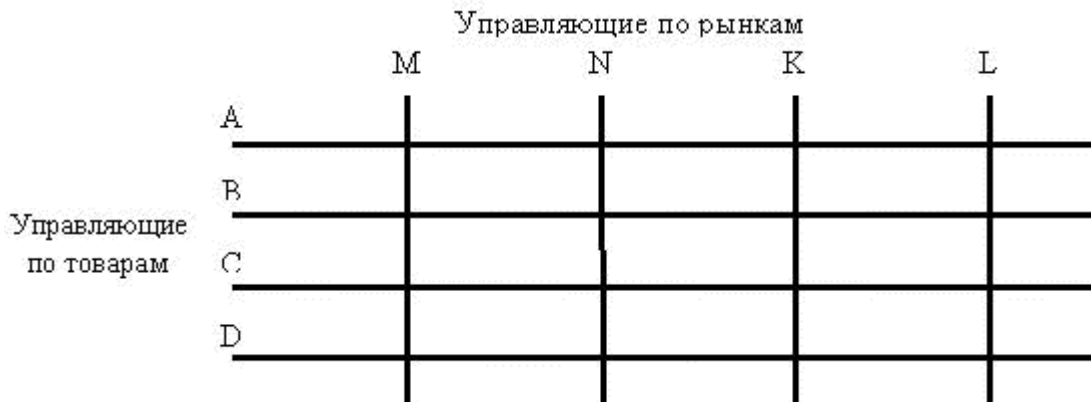 Управляющие по рынкам
M N K L
A
B
Управляющие
по товарам
C
D